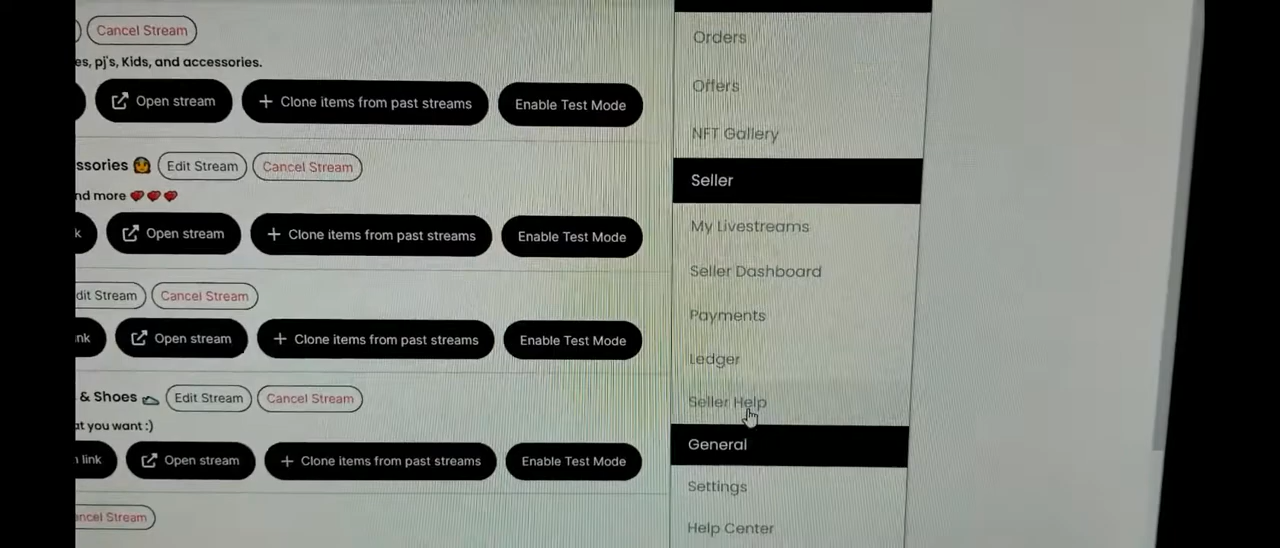 Cancel Stream
es, pj's, Kids, and accessories.
Open stream
+ Clone items from past streams
Enable Test Mode
ssories 👩 Edit Stream Cancel Stream
nd more ❤️ ❤️ ❤️
k
Open stream
+ Clone items from past streams
Enable Test Mode
dit Stream Cancel Stream
nk
Open stream
+ Clone items from past streams
Enable Test Mode
& Shoes 👟 Edit Stream Cancel Stream
at you want :)
link
Open stream
+ Clone items from past streams
Enable Test Mode
ancel Stream
Orders
Offers
NFT Gallery
Seller
My Livestreams
Seller Dashboard
Payments
Ledger
Seller Help
General
Settings
Help Center